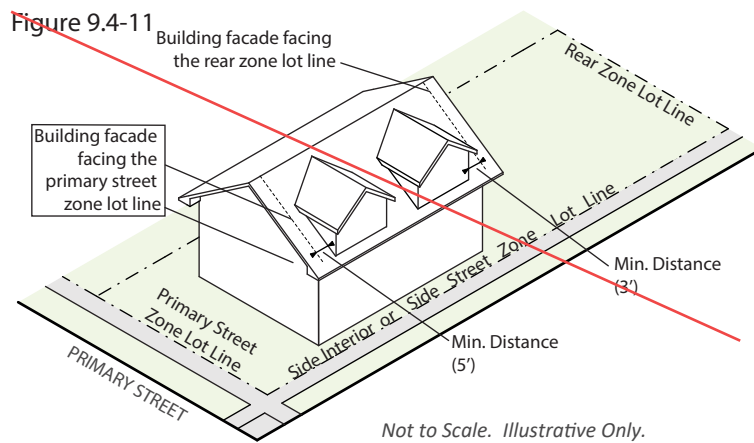 Figure 9.4-11
Building facade facing
the rear zone lot line
Rear Zone Lot Line
Building facade
facing the
primary street
zone lot line
Min. Distance
(3')
Side Interior or Side Street Zone Lot Line
Primary Street
Zone Lot Line
Min. Distance
(5')
PRIMARY STREET
Not to Scale. Illustrative Only.